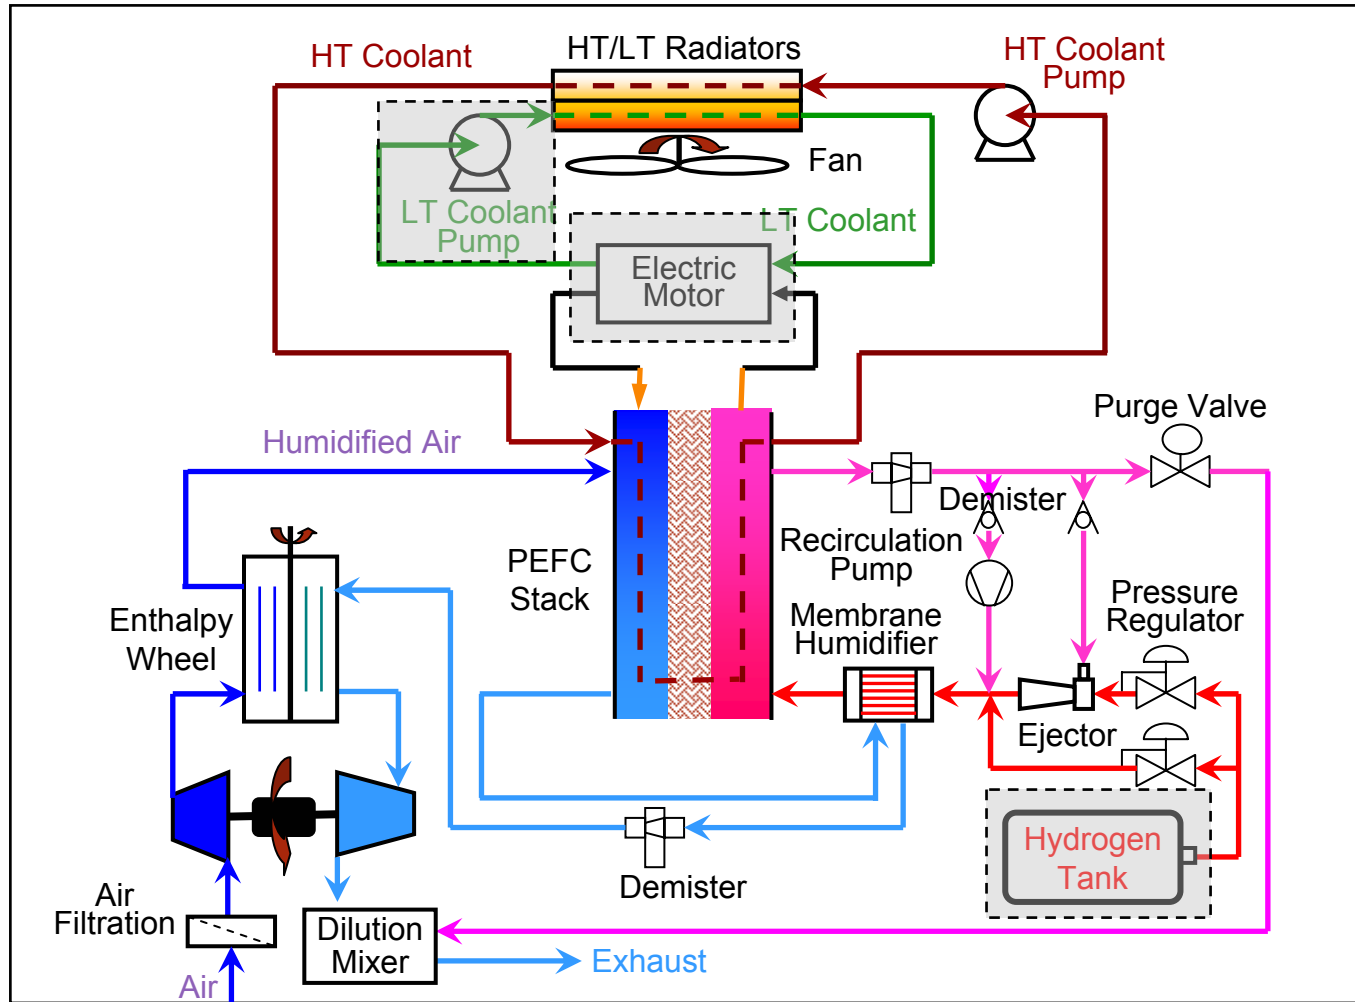 HT/LT Radiators
HT Coolant
HT Coolant
Pump
Fan
LT Coolant
Pump
LT Coolant
Electric
Motor
Purge Valve
Humidified Air
Demister
Recirculation
Pump
PEFC
Stack
Pressure
Regulator
Membrane
Humidifier
Enthalpy
Wheel
Ejector
Hydrogen
Tank
Demister
Air
Filtration
Dilution
Mixer
Exhaust
Air